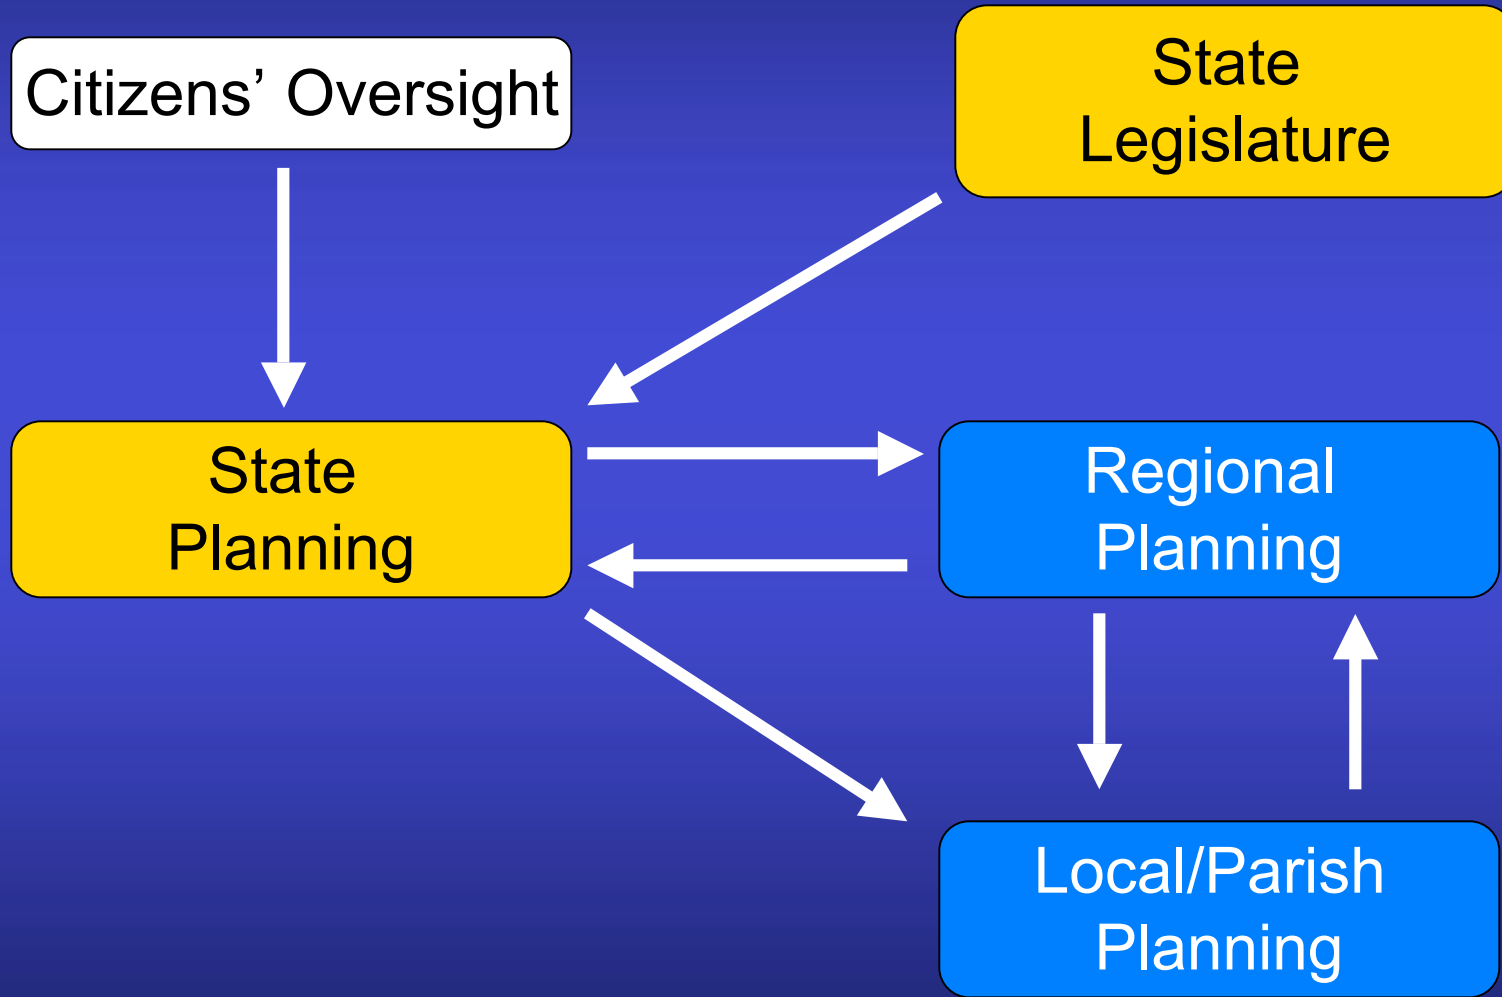 Citizens’ Oversight
State
Legislature
State
Planning
Regional
Planning
Local/Parish
Planning